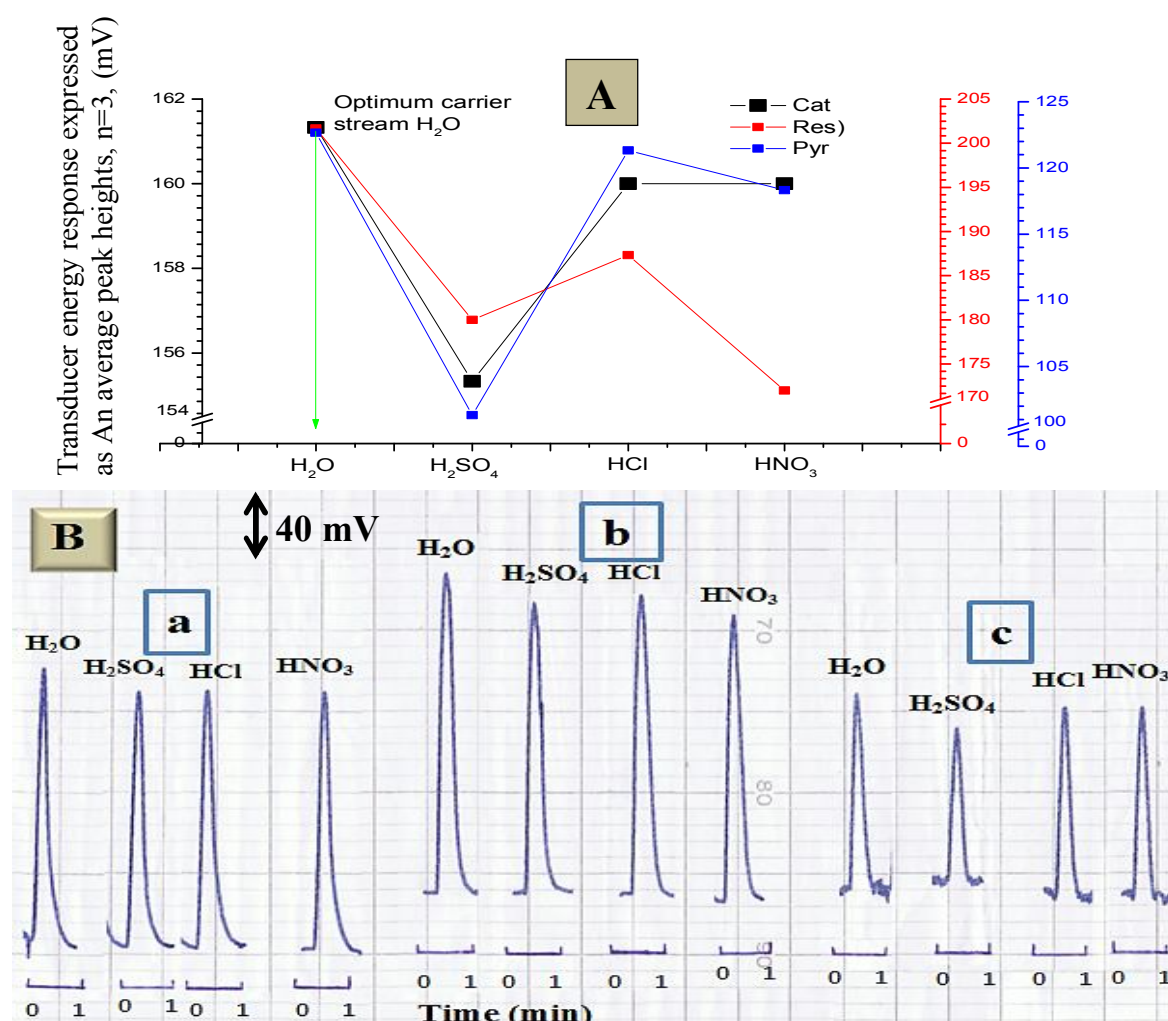 Transducer energy response expressed
as An average peak heights, n=3, (mV)
A
162
160
158
156
154
0
Optimum carrier
stream H₂O
Cat
Res)
Pyr
205
200
195
190
185
180
175
170
0
125
120
115
110
105
100
0
H₂O H₂SO₄ HCl HNO₃
B
40 mV
a
H₂O H₂SO₄ HCl HNO₃
b
H₂O H₂SO₄ HCl HNO₃
c
H₂O H₂SO₄ HCl HNO₃
70
80
90
0 1 0 1 0 1 0 1
0 1 0 1 0 1 0 1
0 1 0 1 0 1 0 1
Time (min)